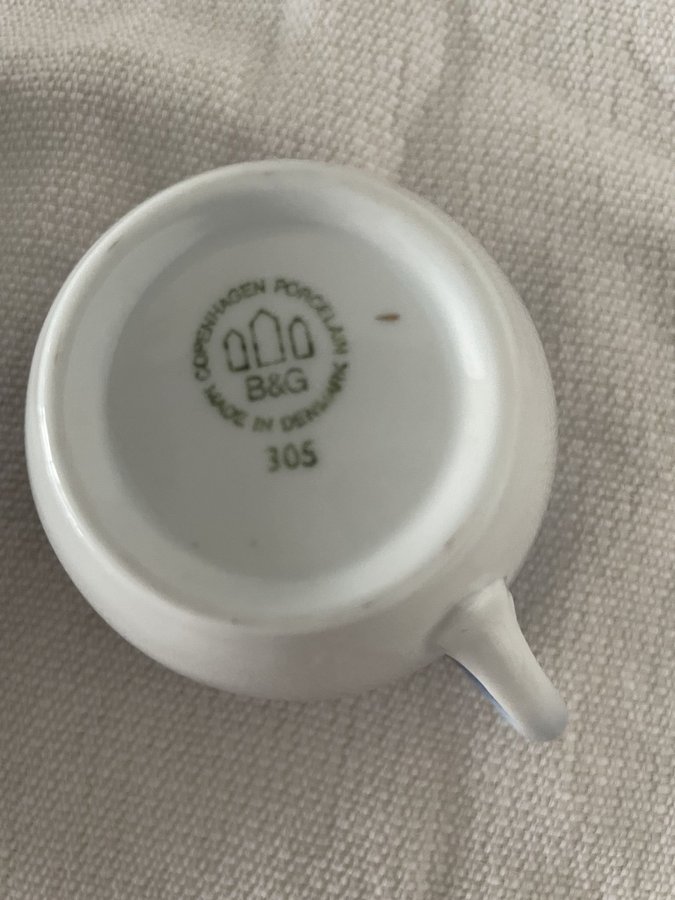 COPENHAGEN PORCELAIN
B&G
MADE IN DENMARK
305